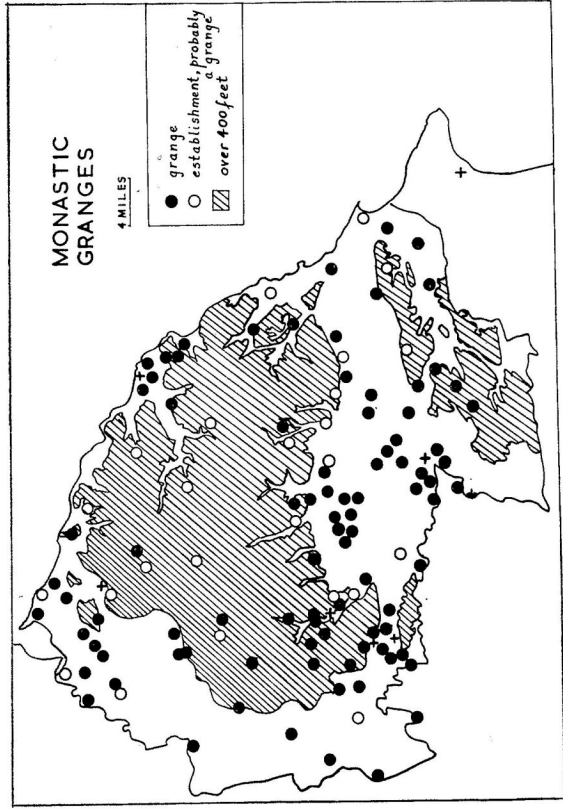 MONASTIC
GRANGES
4 MILES
grange
establishment, probably
a grange
over 400 feet